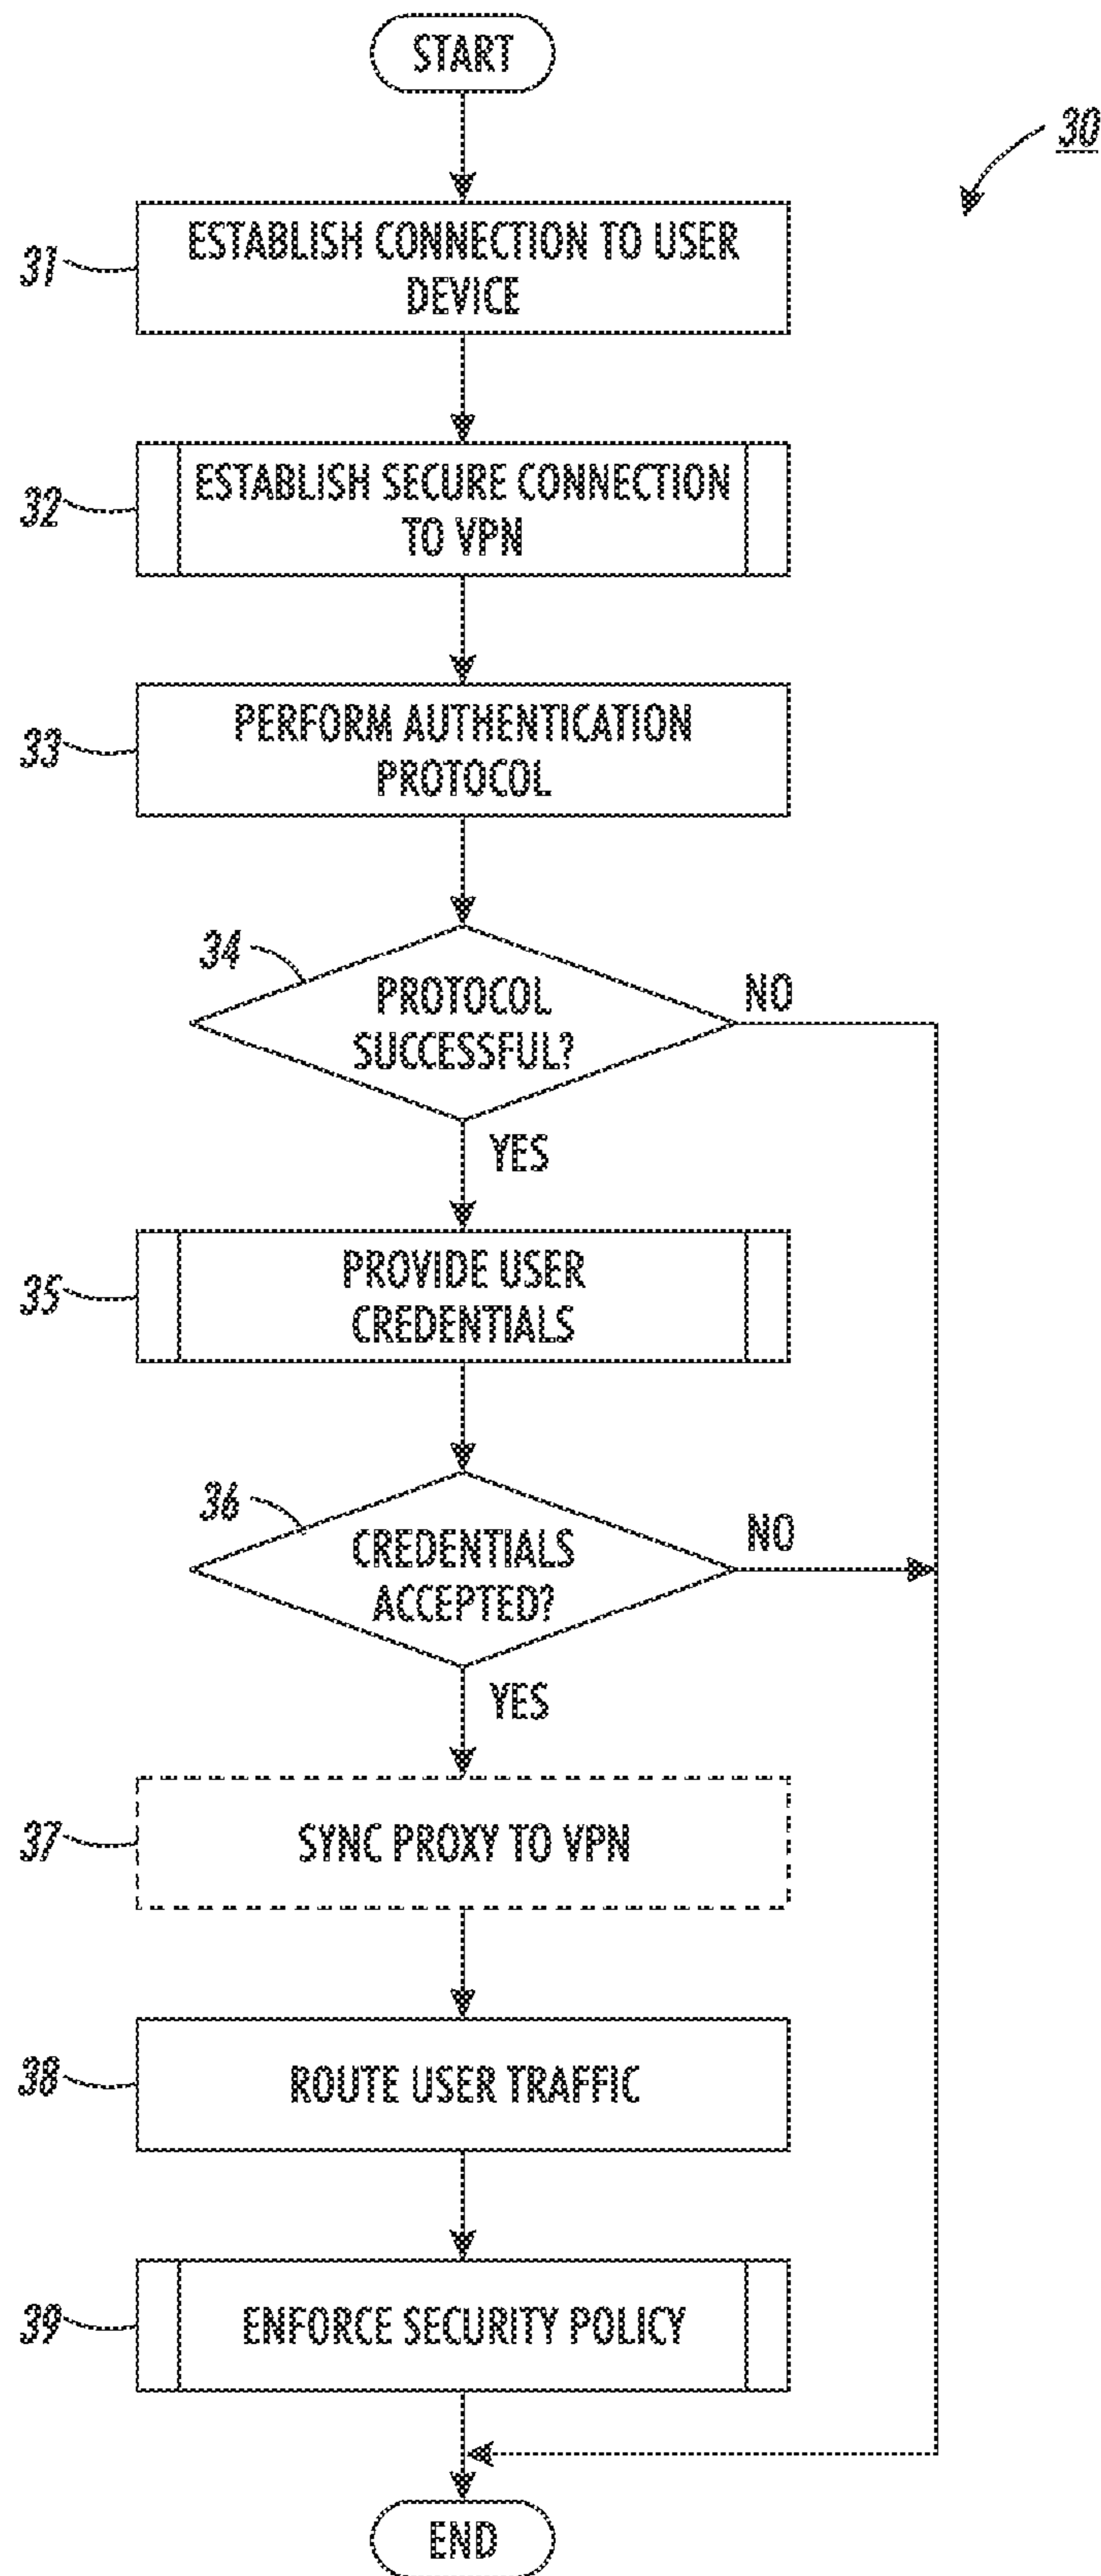 START
30
31
ESTABLISH CONNECTION TO USER
DEVICE
32
ESTABLISH SECURE CONNECTION
TO VPN
33
PERFORM AUTHENTICATION
PROTOCOL
34
PROTOCOL
SUCCESSFUL?
NO
YES
35
PROVIDE USER
CREDENTIALS
36
CREDENTIALS
ACCEPTED?
NO
YES
37
SYNC PROXY TO VPN
38
ROUTE USER TRAFFIC
39
ENFORCE SECURITY POLICY
END